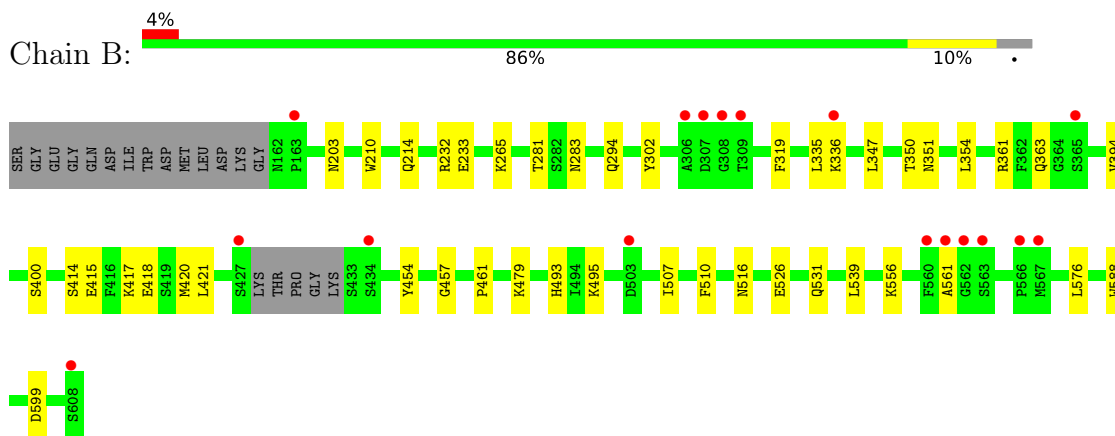 4%
Chain B:
86% 10% •
SER GLY GLU GLY GLN ASP ILE TRP ASP MET LEU ASP LYS GLY N162 P163 N203 W210 Q214 R232 E233 K265 T281 S282 N283 Q294 Y302 A306 D307 G308 T309 F319 L335 K336 L347 T350 N351 L354 R361 F362 Q363 G364 S365
S400 S414 E415 F416 K417 E418 S419 M420 L421 S427 LYS THR PRO GLY LYS S433 S434 Y454 G457 P461 K479 H493 I494 K495 D503 I507 F510 N516 E526 Q531 L539 K556 F560 A561 G562 S563 P566 M567 L576 W588
D599 S608